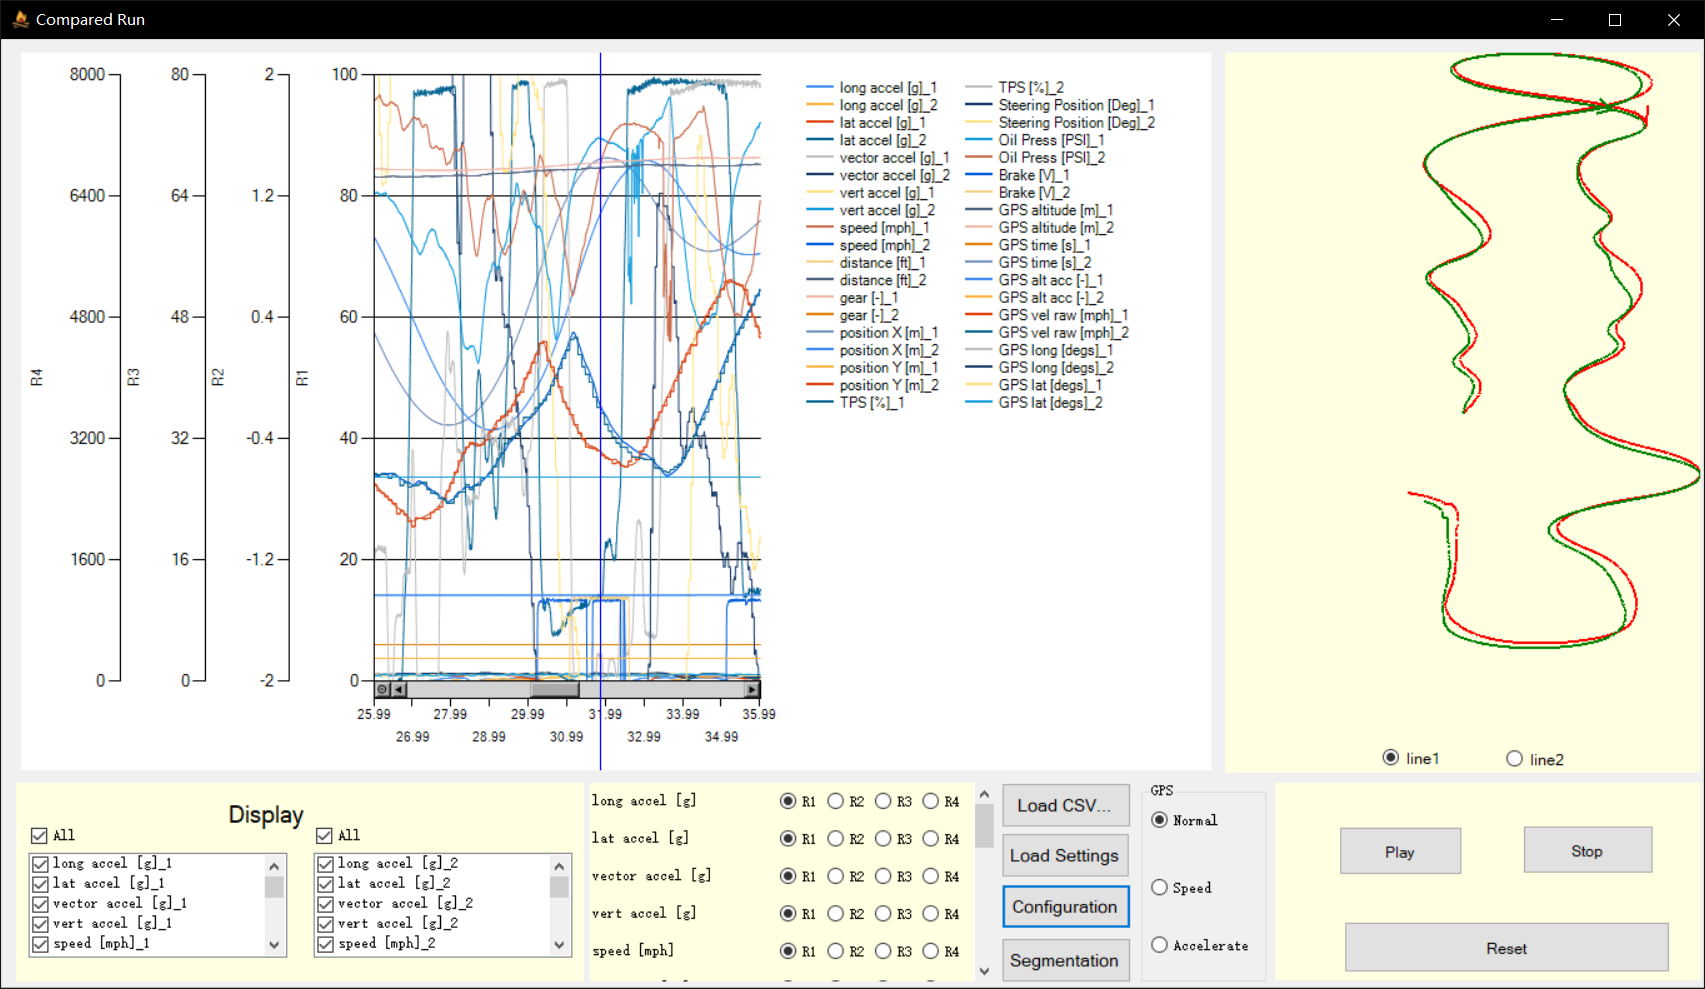 Compared Run
8000
6400
4800
3200
1600
0
R4
80
64
48
32
16
0
R3
2
1.2
0.4
-0.4
-1.2
-2
R2
100
80
60
40
20
0
R1
25.99
26.99
27.99
28.99
29.99
30.99
31.99
32.99
33.99
34.99
35.99
long accel [g]_1
long accel [g]_2
lat accel [g]_1
lat accel [g]_2
vector accel [g]_1
vector accel [g]_2
vert accel [g]_1
vert accel [g]_2
speed [mph]_1
speed [mph]_2
distance [ft]_1
distance [ft]_2
gear [-]_1
gear [-]_2
position X [m]_1
position X [m]_2
position Y [m]_1
position Y [m]_2
TPS [%]_1
TPS [%]_2
Steering Position [Deg]_1
Steering Position [Deg]_2
Oil Press [PSI]_1
Oil Press [PSI]_2
Brake [V]_1
Brake [V]_2
GPS altitude [m]_1
GPS altitude [m]_2
GPS time [s]_1
GPS time [s]_2
GPS alt acc [-]_1
GPS alt acc [-]_2
GPS vel raw [mph]_1
GPS vel raw [mph]_2
GPS long [degs]_1
GPS long [degs]_2
GPS lat [degs]_1
GPS lat [degs]_2
line1
line2
Display
All
long accel [g]_1
lat accel [g]_1
vector accel [g]_1
vert accel [g]_1
speed [mph]_1
All
long accel [g]_2
lat accel [g]_2
vector accel [g]_2
vert accel [g]_2
speed [mph]_2
long accel [g] R1 R2 R3 R4
lat accel [g] R1 R2 R3 R4
vector accel [g] R1 R2 R3 R4
vert accel [g] R1 R2 R3 R4
speed [mph] R1 R2 R3 R4
Load CSV...
Load Settings
Configuration
Segmentation
GPS
Normal
Speed
Accelerate
Play
Stop
Reset